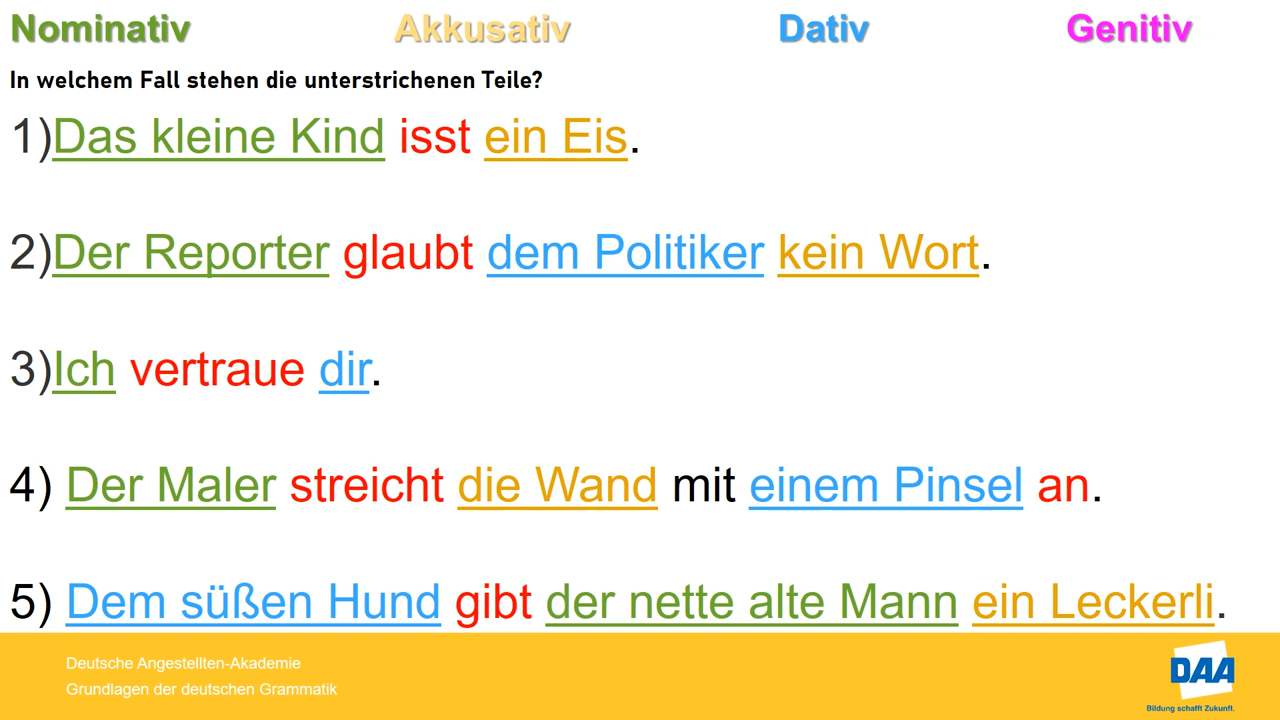 Nominativ Akkusativ Dativ Genitiv
In welchem Fall stehen die unterstrichenen Teile?
1)Das kleine Kind isst ein Eis.
2)Der Reporter glaubt dem Politiker kein Wort.
3)Ich vertraue dir.
4) Der Maler streicht die Wand mit einem Pinsel an.
5) Dem süßen Hund gibt der nette alte Mann ein Leckerli.
Deutsche Angestellten-Akademie
Grundlagen der deutschen Grammatik
DAA
Bildung schafft Zukunft.